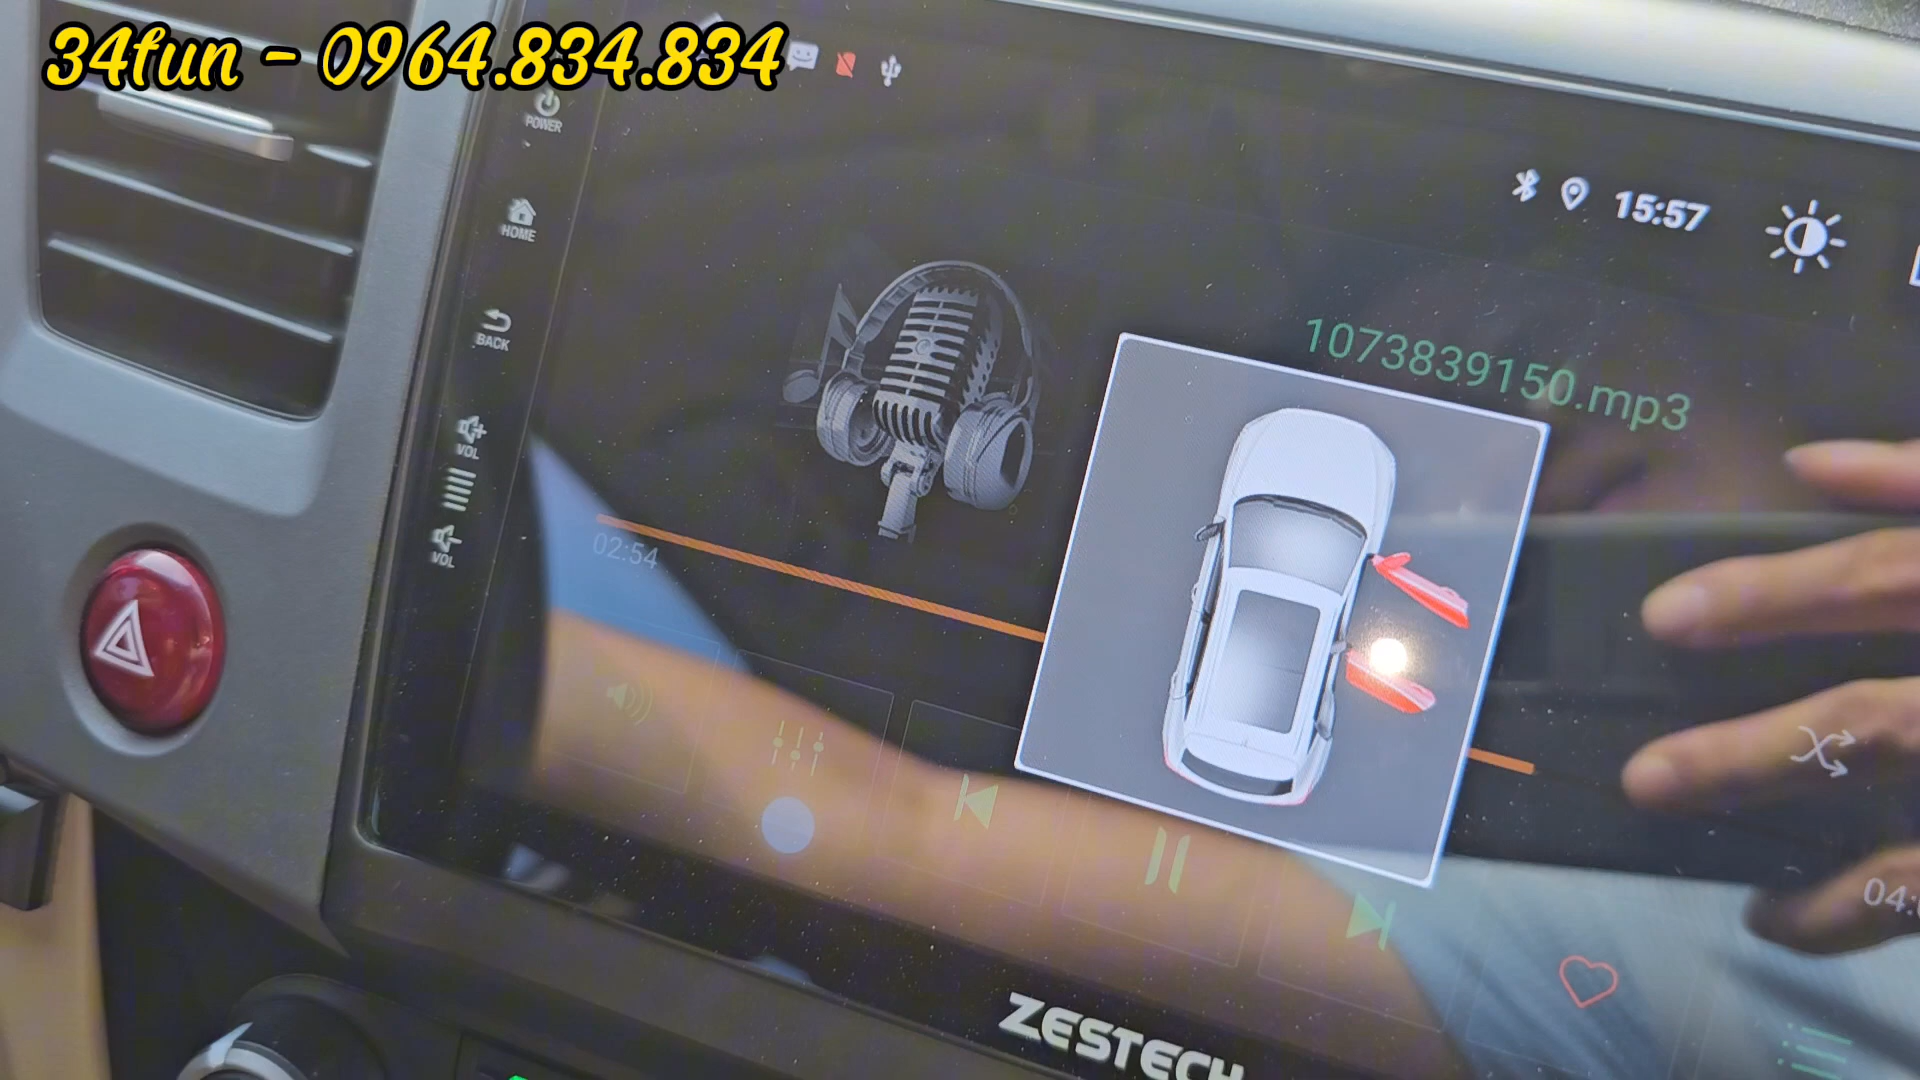 34fun - 0964.834.834
POWER
15:57
HOME
1073839150.mp3
BACK
VOL
VOL
02:54
ZESTECH